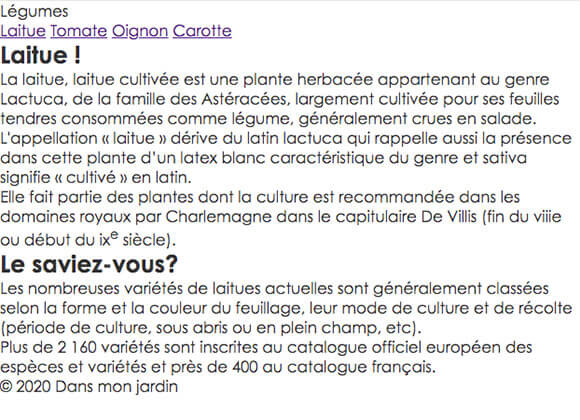 Légumes
Laitue Tomate Oignon Carotte
Laitue !
La laitue, laitue cultivée est une plante herbacée appartenant au genre
Lactuca, de la famille des Astéracées, largement cultivée pour ses feuilles
tendres consommées comme légume, généralement crues en salade.
L'appellation « laitue » dérive du latin lactuca qui rappelle aussi la présence
dans cette plante d'un latex blanc caractéristique du genre et sativa
signifie « cultivé » en latin.
Elle fait partie des plantes dont la culture est recommandée dans les
domaines royaux par Charlemagne dans le capitulaire De Villis (fin du viiie
ou début du ixe siècle).
Le saviez-vous?
Les nombreuses variétés de laitues actuelles sont généralement classées
selon la forme et la couleur du feuillage, leur mode de culture et de récolte
(période de culture, sous abris ou en plein champ, etc).
Plus de 2 160 variétés sont inscrites au catalogue officiel européen des
espèces et variétés et près de 400 au catalogue français.
© 2020 Dans mon jardin